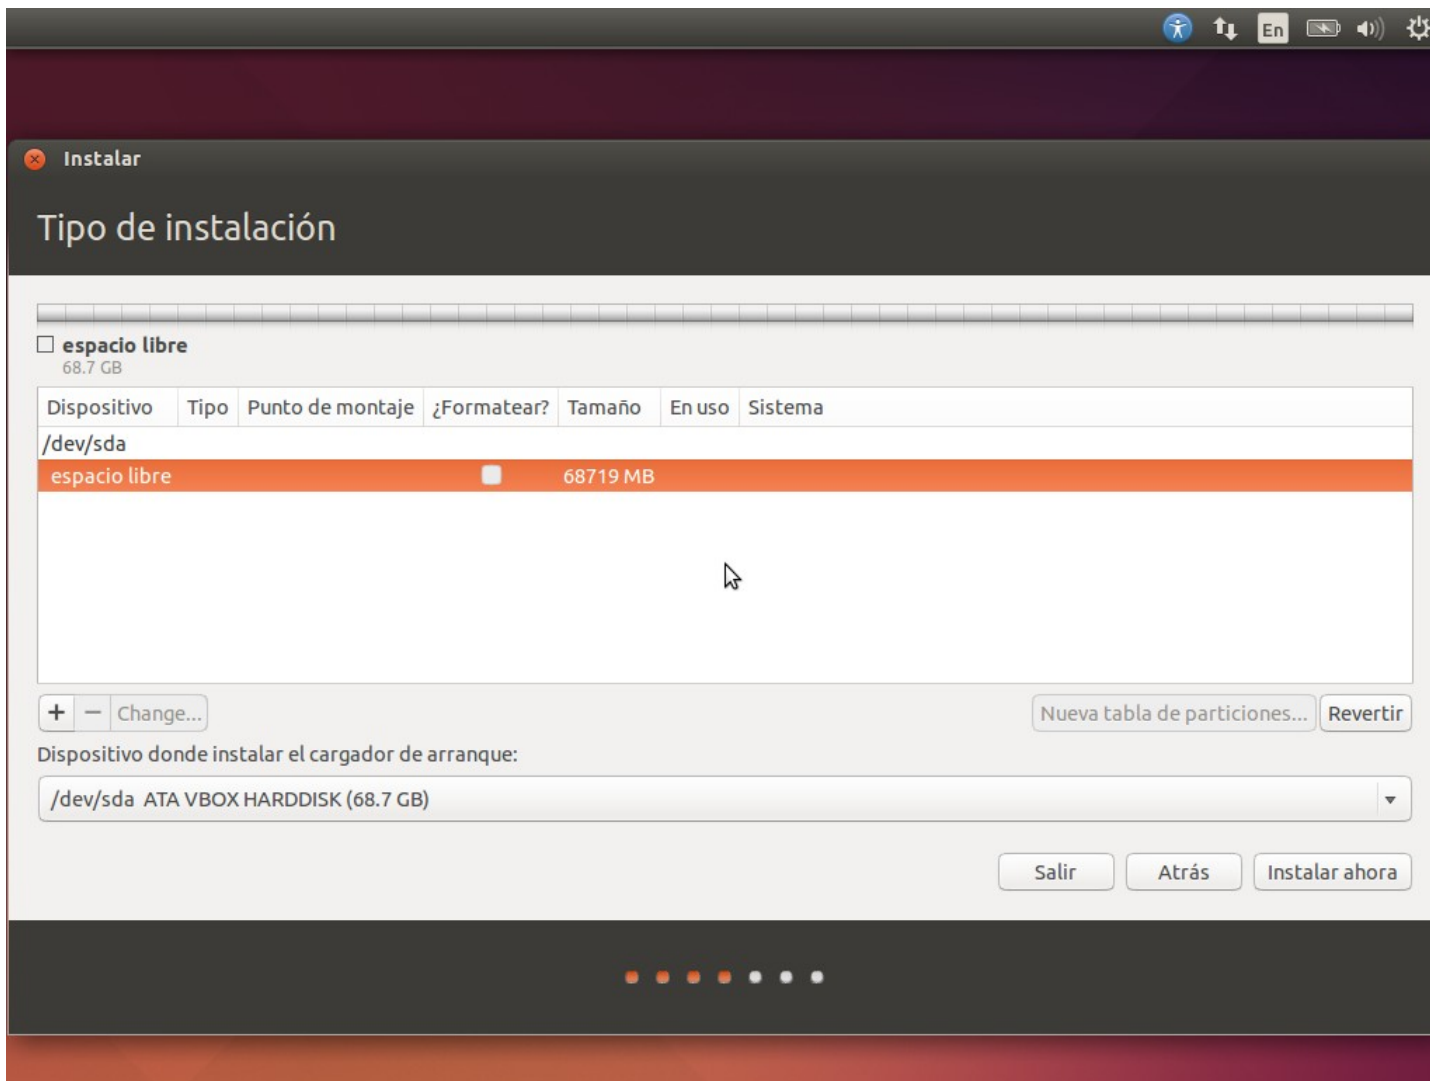 En
Instalar
Tipo de instalación
espacio libre
68.7 GB
Dispositivo Tipo Punto de montaje ¿Formatear? Tamaño En uso Sistema
/dev/sda
espacio libre 68719 MB
+ − Change... Nueva tabla de particiones... Revertir
Dispositivo donde instalar el cargador de arranque:
/dev/sda ATA VBOX HARDDISK (68.7 GB)
Salir Atrás Instalar ahora